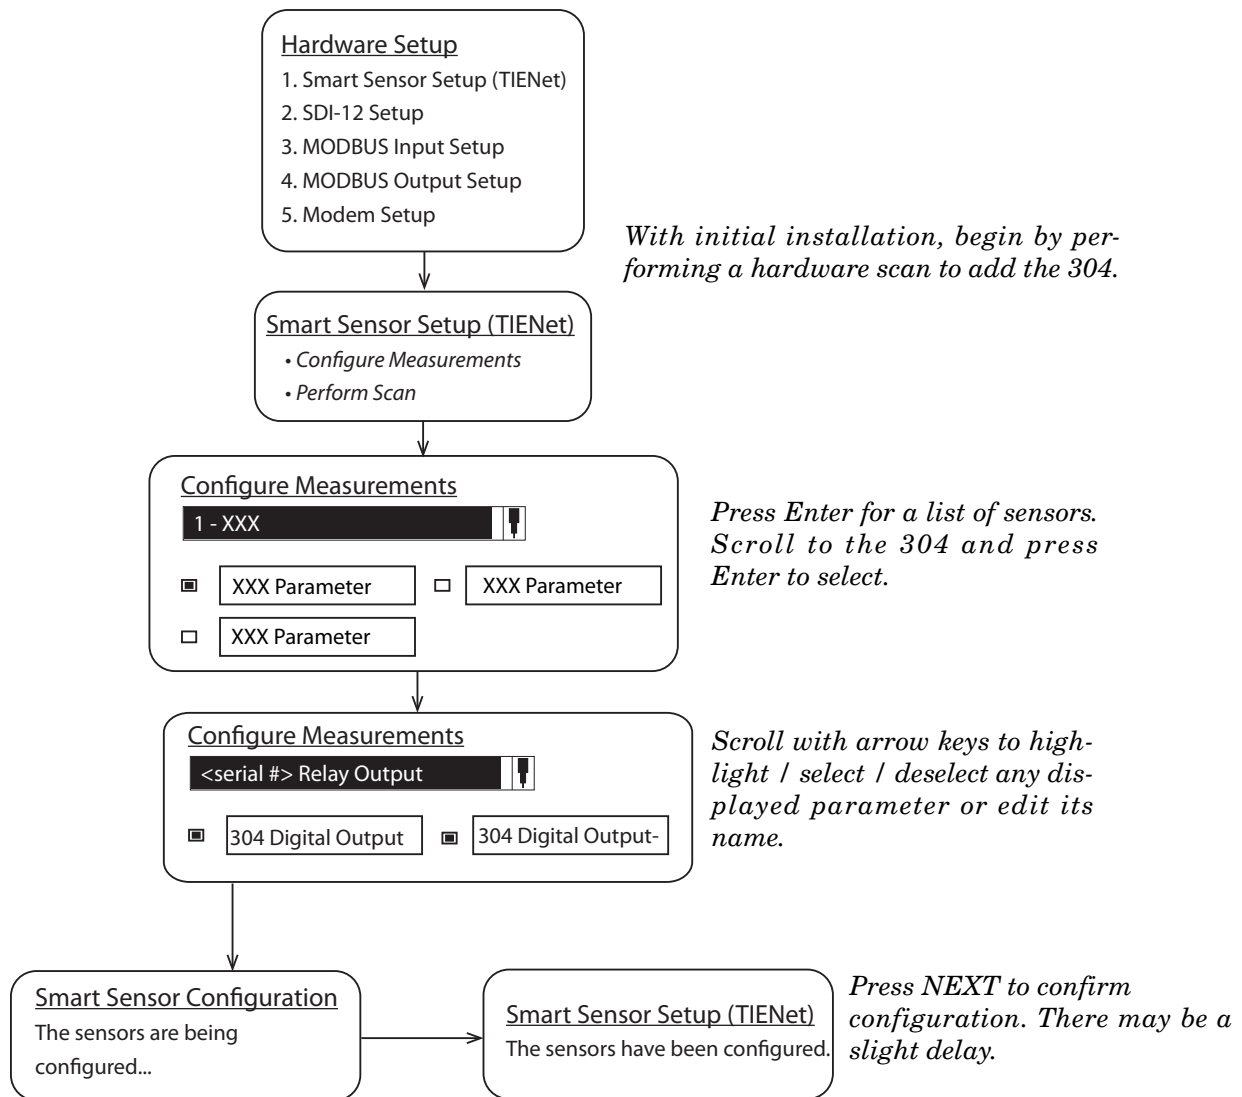 Hardware Setup
1. Smart Sensor Setup (TIENet)
2. SDI-12 Setup
3. MODBUS Input Setup
4. MODBUS Output Setup
5. Modem Setup
With initial installation, begin by per-
forming a hardware scan to add the 304.
Smart Sensor Setup (TIENet)
• Configure Measurements
• Perform Scan
Configure Measurements
1 - XXX
XXX Parameter
XXX Parameter
XXX Parameter
Press Enter for a list of sensors.
Scroll to the 304 and press
Enter to select.
Configure Measurements
<serial #> Relay Output
304 Digital Output
304 Digital Output-
Scroll with arrow keys to high-
light / select / deselect any dis-
played parameter or edit its
name.
Smart Sensor Configuration
The sensors are being
configured...
Smart Sensor Setup (TIENet)
The sensors have been configured.
Press NEXT to confirm
configuration. There may be a
slight delay.